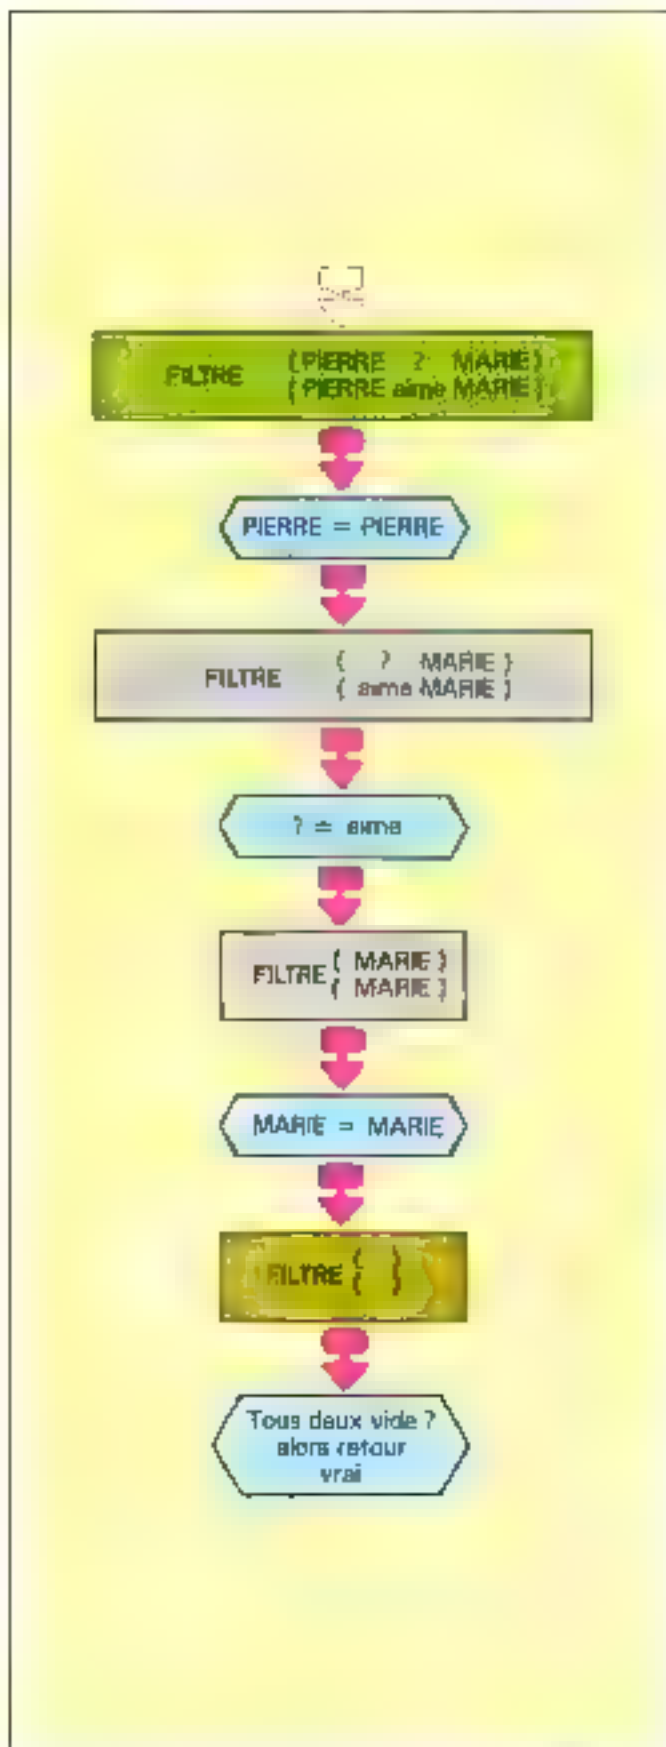 FILTRE (PIERRE ? MARIE)
(PIERRE aime MARIE)
PIERRE = PIERRE
FILTRE ( ? MARIE )
( aime MARIE )
? = aime
FILTRE ( MARIE )
( MARIE )
MARIE = MARIE
FILTRE ( )
( )
Tous deux vide ?
alors retour
vrai